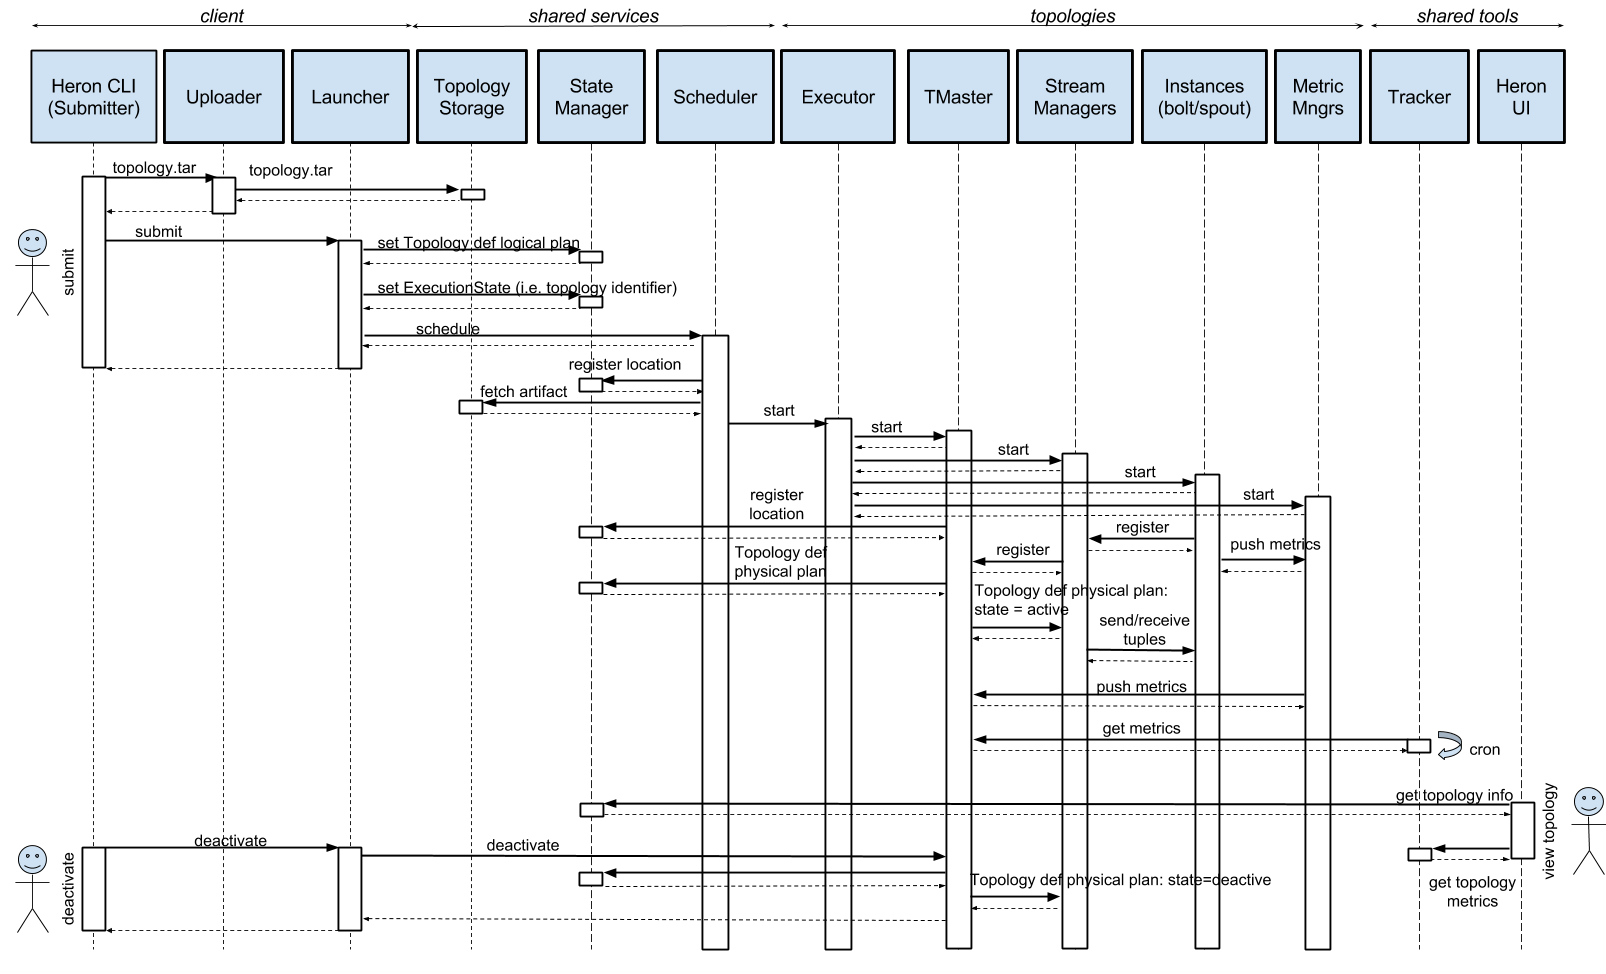 client
shared services
topologies
shared tools
Heron CLI
(Submitter)
Uploader
Launcher
Topology
Storage
State
Manager
Scheduler
Executor
TMaster
Stream
Managers
Instances
(bolt/spout)
Metric
Mngrs
Tracker
Heron
UI
topology.tar
topology.tar
submit
submit
set Topology def logical plan
set ExecutionState (i.e. topology identifier)
schedule
register location
fetch artifact
start
start
start
start
start
register
location
register
push metrics
register
Topology def
physical plan
Topology def physical plan:
state = active
send/receive
tuples
push metrics
get metrics
cron
get topology info
view topology
deactivate
deactivate
deactivate
Topology def physical plan: state=deactive
get topology
metrics